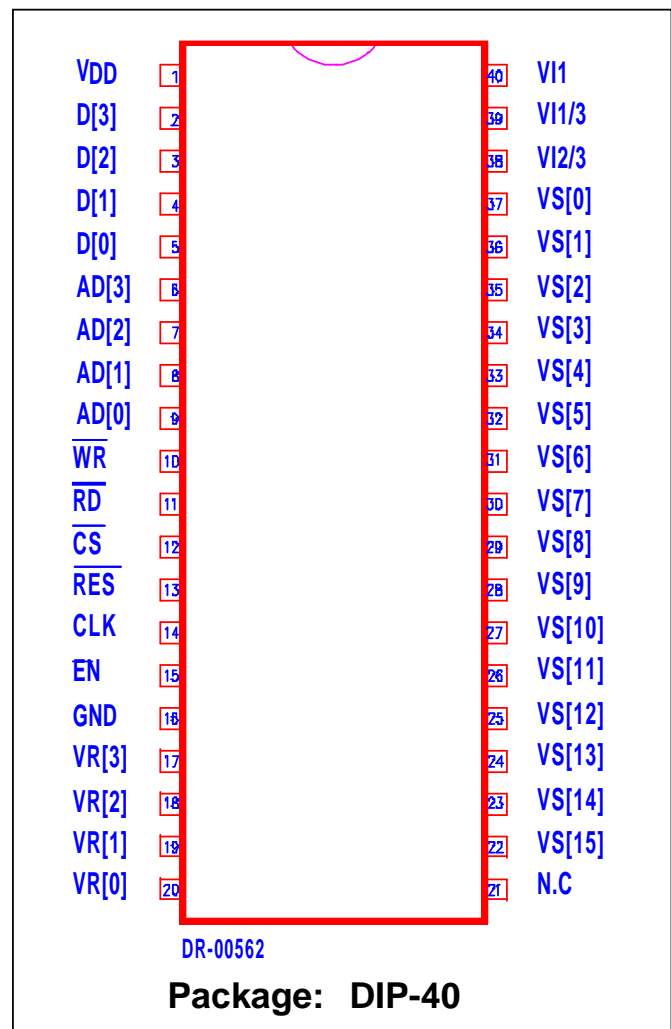 VDD 1 40 VI1
D[3] 2 39 VI1/3
D[2] 3 38 VI2/3
D[1] 4 37 VS[0]
D[0] 5 36 VS[1]
AD[3] 6 35 VS[2]
AD[2] 7 34 VS[3]
AD[1] 8 33 VS[4]
AD[0] 9 32 VS[5]
W̅R̅ 10 31 VS[6]
R̅D̅ 11 30 VS[7]
C̅S̅ 12 29 VS[8]
R̅E̅S̅ 13 28 VS[9]
CLK 14 27 VS[10]
E̅N̅ 15 26 VS[11]
GND 16 25 VS[12]
VR[3] 17 24 VS[13]
VR[2] 18 23 VS[14]
VR[1] 19 22 VS[15]
VR[0] 20 21 N.C
DR-00562
Package: DIP-40